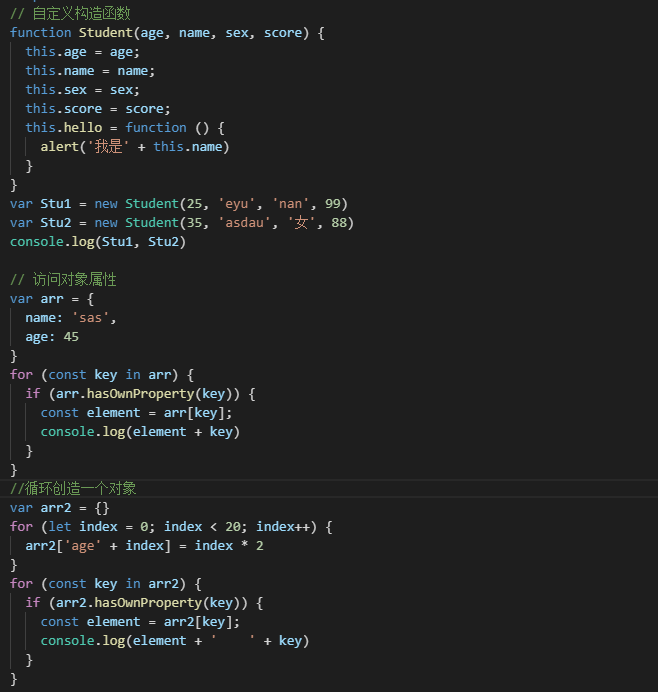 // 自定义构造函数
function Student(age, name, sex, score) {
  this.age = age;
  this.name = name;
  this.sex = sex;
  this.score = score;
  this.hello = function () {
    alert('我是' + this.name)
  }
}
var Stu1 = new Student(25, 'eyu', 'nan', 99)
var Stu2 = new Student(35, 'asdau', '女', 88)
console.log(Stu1, Stu2)

// 访问对象属性
var arr = {
  name: 'sas',
  age: 45
}
for (const key in arr) {
  if (arr.hasOwnProperty(key)) {
    const element = arr[key];
    console.log(element + key)
  }
}
//循环创造一个对象
var arr2 = {}
for (let index = 0; index < 20; index++) {
  arr2['age' + index] = index * 2
}
for (const key in arr2) {
  if (arr2.hasOwnProperty(key)) {
    const element = arr2[key];
    console.log(element + '    ' + key)
  }
}